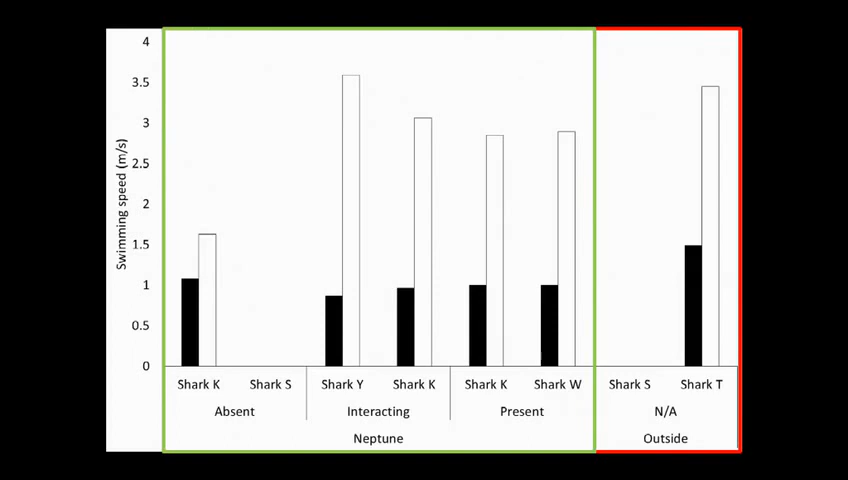 4
3.5
3
2.5
2
1.5
1
0.5
0
Swimming speed (m/s)
Shark K Shark S Shark Y Shark K Shark K Shark W Shark S Shark T
Absent Interacting Present N/A
Neptune Outside